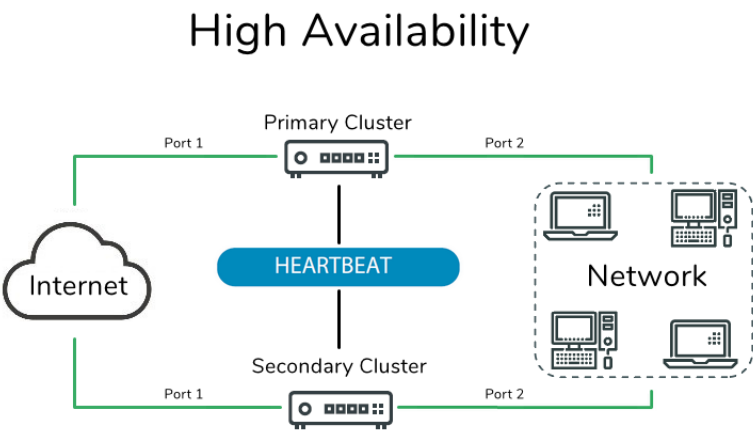 High Availability
Primary Cluster
Port 1
Port 2
HEARTBEAT
Internet
Network
Secondary Cluster
Port 1
Port 2